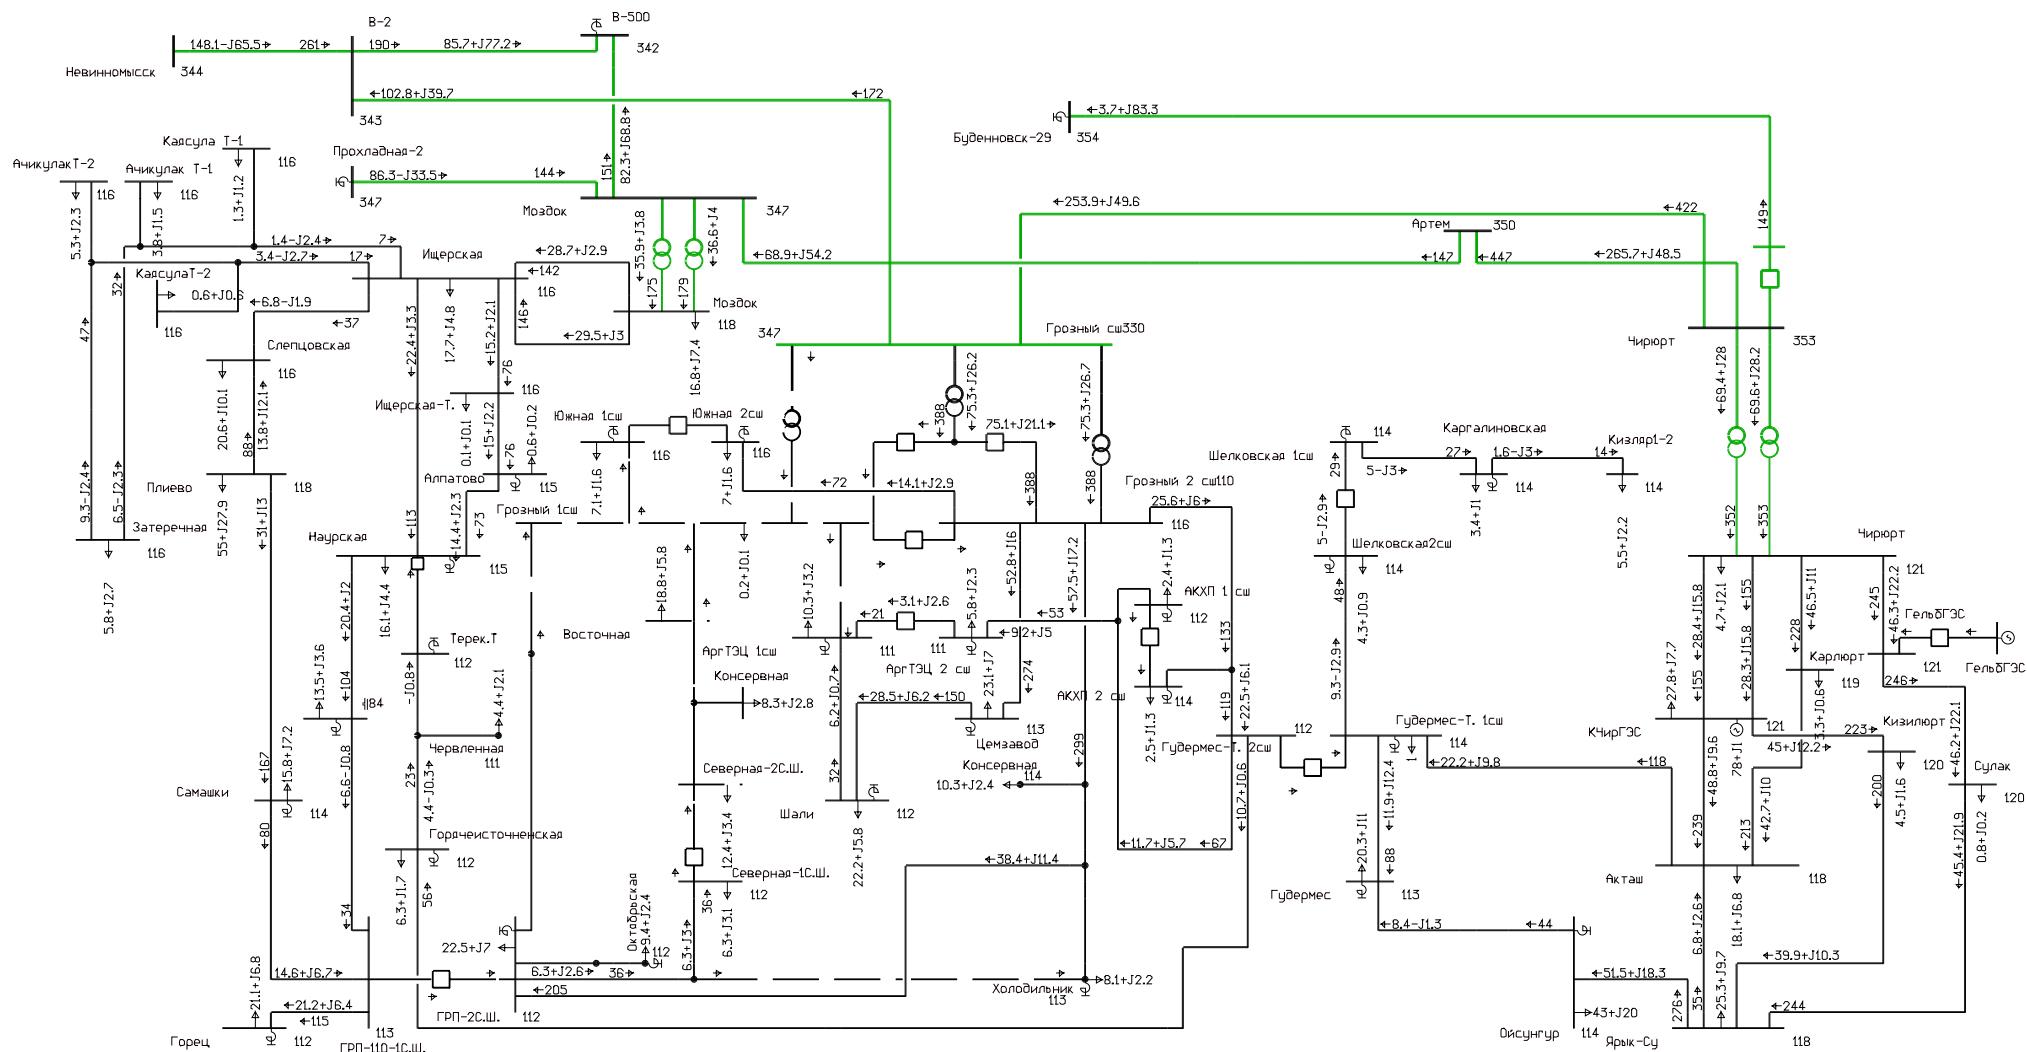 В-2
В-500
148.1-J65.5
261
190
85.7+J77.2
342
Невинномысск
344
102.8+J39.7
172
343
Буденновск-29
354
3.7+J83.3
Каясула Т-1
116
Прохладная-2
347
86.3-J33.5
144
151
82.3+J68.8
АчикулакТ-2
116
Ачикулак Т-1
116
5.3+J2.3
3.8+J1.5
1.3+J1.2
Моздок
347
253.9+J49.6
422
Артем
350
149
1.4-J2.4
7
3.4-J2.7
17
Ищерская
28.7+J2.9
142
116
146
35.9+J3.8
36.6+J4
175
179
68.9+J54.2
147
447
265.7+J48.5
КаясулаТ-2
0.6+J0.6
116
32
47
6.8-J1.9
37
29.5+J3
Моздок
118
16.8+J7.4
347
Грозный сш330
Чирюрт
353
Слепцовская
116
22.4+J3.3
17.7+J4.8
15.2+J2.1
76
20.6+J10.1
13.8+J12.1
88
Ищерская-Т.
116
0.1+J0.1
15+J2.2
76
0.6+J0.2
Южная 1сш
116
Южная 2сш
116
7.1+J1.6
7+J1.6
388
75.3+J26.2
75.1+J21.1
75.3+J26.7
388
388
69.4+J28
69.6+J28.2
352
353
114
Каргалиновская
Кизляр1-2
Шелковская 1сш
27
1.6-J3
14
5-J3
29
114
114
3.4+J1
5.5+J2.2
Плиево
118
Алпатово
115
72
14.1+J2.9
Грозный 2 сш110
25.6+J6
116
9.3-J2.4
6.5-J2.3
55+J27.9
31+J13
Затеречная
116
5.8+J2.7
113
14.4+J2.3
73
Грозный 1сш
Наурская
115
20.4+J2
16.1+J4.4
18.8+J5.8
0.2+J0.1
10.3+J3.2
52.8+J16
57.5+J17.2
5-J2.9
Шелковская2сш
114
48
4.3+J0.9
Чирюрт
121
28.4+J15.8
4.7+J2.1
155
46.5+J11
46.3+J22.2
245
ГельбГЭС
ГельбГЭС
121
Терек.Т
112
-J0.8
Восточная
3.1+J2.6
21
5.8+J2.3
53
9.2+J5
АКХП 1 сш
112
2.4+J1.3
133
АргТЭЦ 1сш
111
АргТЭЦ 2 сш
111
6.2+J0.7
АКХП 2 сш
114
2.5+J1.3
119
22.5+J6.1
104
13.5+J3.6
84
4.4+J2.1
Червленная
111
Консервная
8.3+J2.8
28.5+J6.2
150
23.1+J7
274
113
Цемзавод
Гудермес-Т. 2сш
112
9.3-J2.9
Гудермес-Т. 1сш
114
1
22.2+J9.8
118
27.8+J7.7
155
28.3+J15.8
228
Карлюрт
119
3.3+J0.6
КЧирГЭС
121
78+J1
246
46.2+J22.1
223
Кизилюрт
45+J12.2
120
4.5+J1.6
200
Сулак
120
0.8+J0.2
45.4+J21.9
Самашки
167
15.8+J7.2
114
80
6.6-J0.8
23
4.4-J0.3
Северная-2С.Ш.
12.4+J3.4
32
Шали
112
22.2+J5.8
Консервная
114
10.3+J2.4
299
10.7+J0.6
11.9+J12.4
48.8+J9.6
239
213
42.7+J10
Горячеисточненская
112
6.3+J1.7
56
Северная-1С.Ш.
112
36
6.3+J3.1
38.4+J11.4
11.7+J5.7
67
Гудермес
113
20.3+J11
88
Акташ
118
18.1+J6.8
6.8+J2.6
34
Октябрьская
9.4+J2.4
112
22.5+J7
6.3+J3
8.4-J1.3
44
39.9+J10.3
14.6+J6.7
6.3+J2.6
36
8.1+J2.2
Холодильник
113
51.5+J18.3
276
35
25.3+J9.7
244
205
21.1+J6.8
21.2+J6.4
115
Горец
112
113
ГРП-110-1С.Ш.
ГРП-2С.Ш.
112
43+J20
Ойсунгур
114
Ярык-Су
118